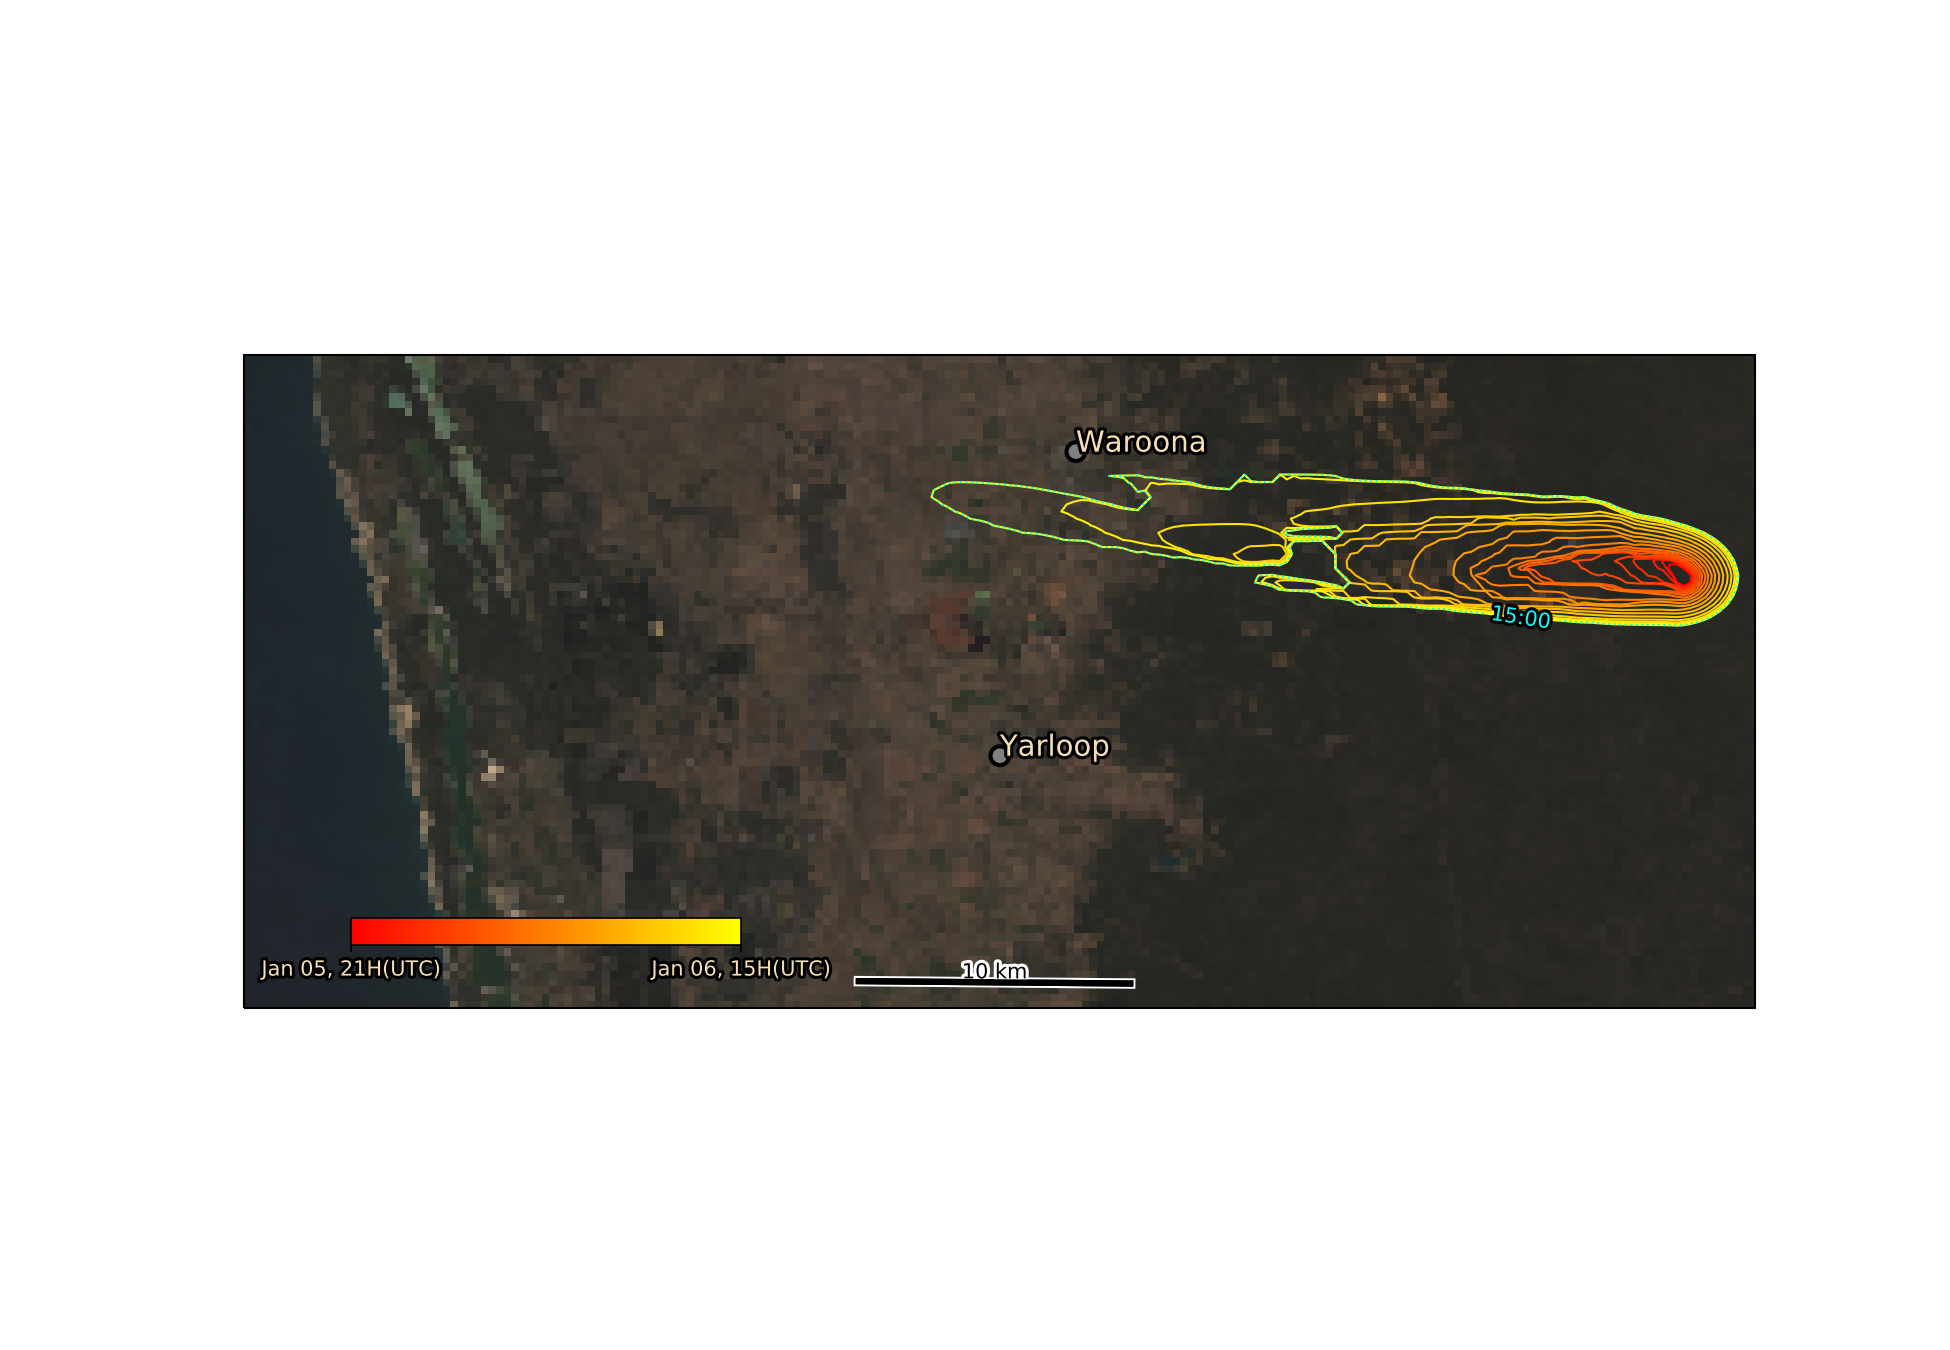 Waroona
15:00
Yarloop
Jan 05, 21H(UTC)
Jan 06, 15H(UTC)
10 km